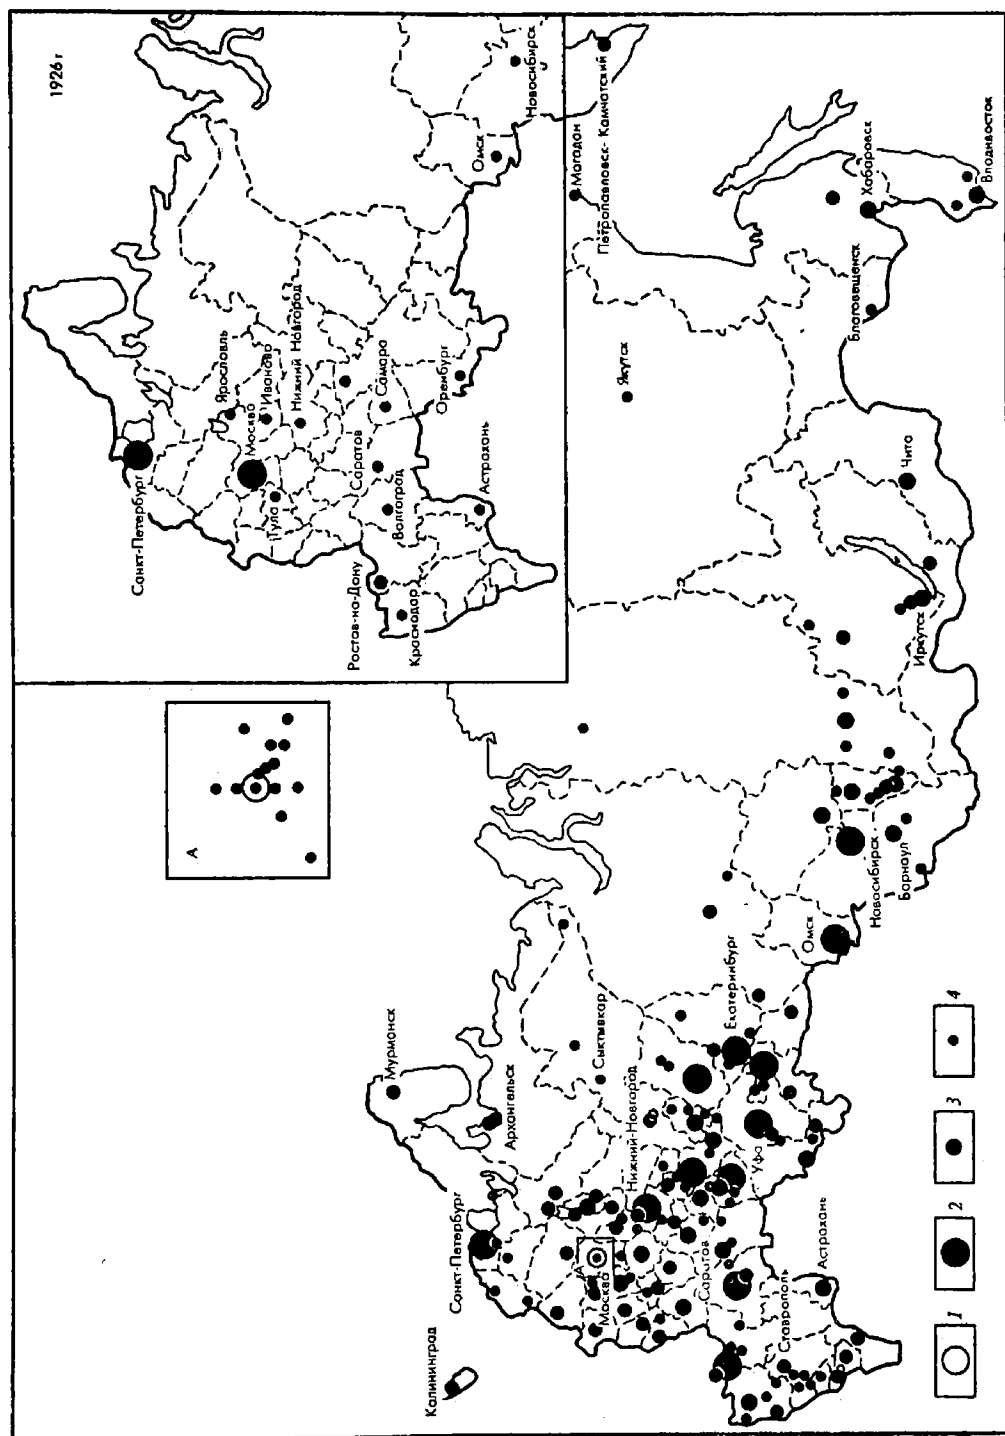 1926 г
Санкт-Петербург
Ярославль
Москва
Иваново
Тула
Нижний Новгород
Саратов
Самара
Волгоград
Оренбург
Астрахань
Ростав-на-Дону
Краснодар
Омск
Новосибирск
А
Калининград
Мурманск
Архангельск
Санкт-Петербург
Сыктывкар
А
Москва
Нижний-Новгород
Екатеринбург
Уфа
Саратов
Ставрополь
Астрахань
Омск
Новосибирск
Барнаул
Иркутск
Чита
Якутск
Магадан
Петропавловск-Камчатский
Благовещенск
Хабаровск
Владивосток
1
2
3
4